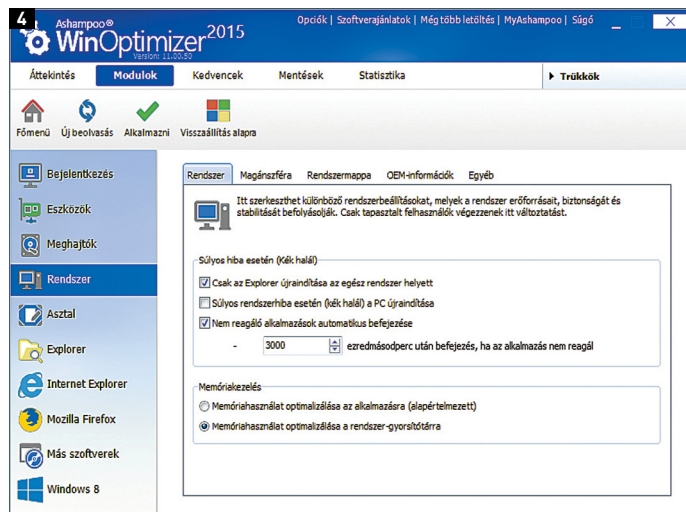 4
Ashampoo®
WinOptimizer 2015
Version: 11.00.50
Opciók | Szoftverajánlatok | Még több letöltés | MyAshampoo | Súgó
Áttekintés Modulok Kedvencek Mentések Statisztika Trükkök
Főmenü Új beolvasás Alkalmazni Visszaállítás alapra
Bejelentkezés
Eszközök
Meghajtók
Rendszer
Asztal
Explorer
Internet Explorer
Mozilla Firefox
Más szoftverek
Windows 8
Rendszer Magánszféra Rendszermappa OEM-információk Egyéb
Itt szerkeszthet különböző rendszerbeállításokat, melyek a rendszer erőforrásait, biztonságát és
stabilitását befolyásolják. Csak tapasztalt felhasználók végezzenek itt változtatást.
Súlyos hiba esetén (Kék halál)
Csak az Explorer újraindítása az egész rendszer helyett
Súlyos rendszerhiba esetén (kék halál) a PC újraindítása
Nem reagáló alkalmazások automatikus befejezése
- 3000 ezredmásodperc után befejezés, ha az alkalmazás nem reagál
Memóriakezelés
Memóriahasználat optimalizálása az alkalmazásra (alapértelmezett)
Memóriahasználat optimalizálása a rendszer-gyorsítótárra